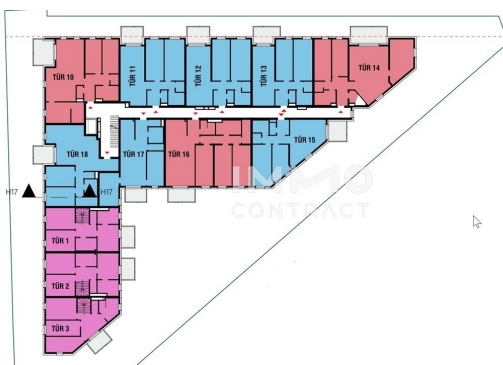 TÜR 10
TÜR 11
TÜR 12
TÜR 13
TÜR 14
TÜR 18
TÜR 17
TÜR 16
TÜR 15
H17
H17
IMMO
CONTRACT
TÜR 1
TÜR 2
TÜR 3